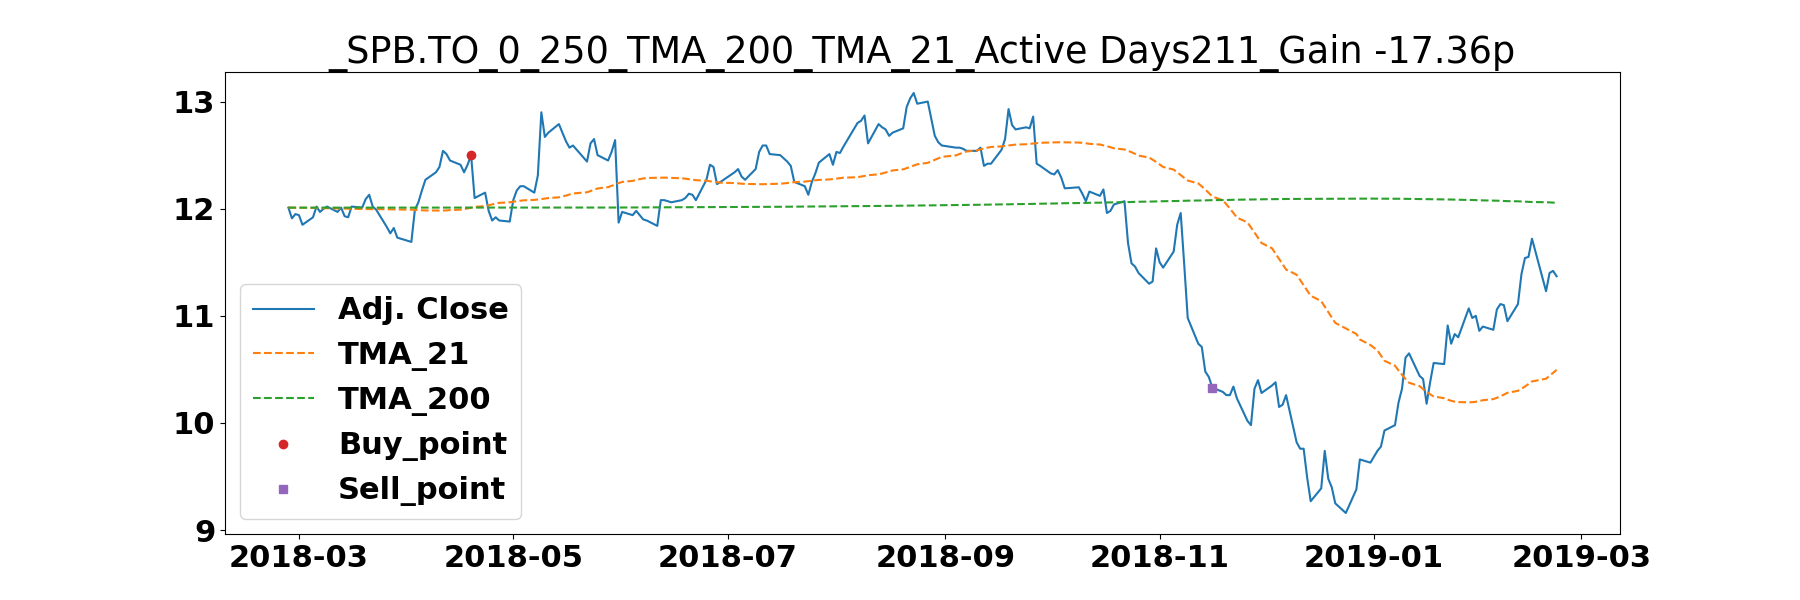 _SPB.TO_0_250_TMA_200_TMA_21_Active Days211_Gain -17.36p
13
12
11
10
9
Adj. Close
TMA_21
TMA_200
Buy_point
Sell_point
2018-03 2018-05 2018-07 2018-09 2018-11 2019-01 2019-03